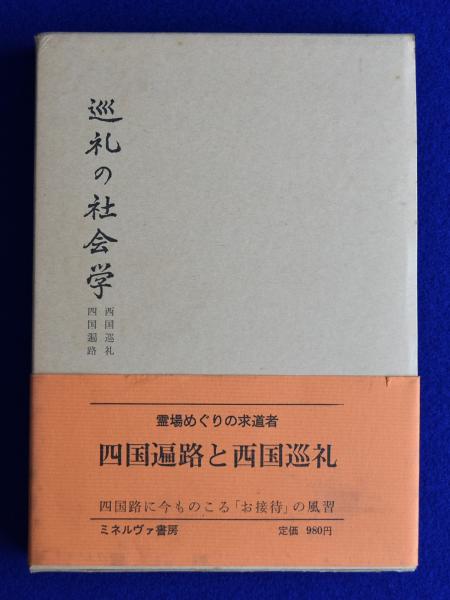 巡礼の社会学
西国巡礼
四国遍路
霊場めぐりの求道者
四国遍路と西国巡礼
四国路に今ものこる「お接待」の風習
ミネルヴァ書房
定価 980円